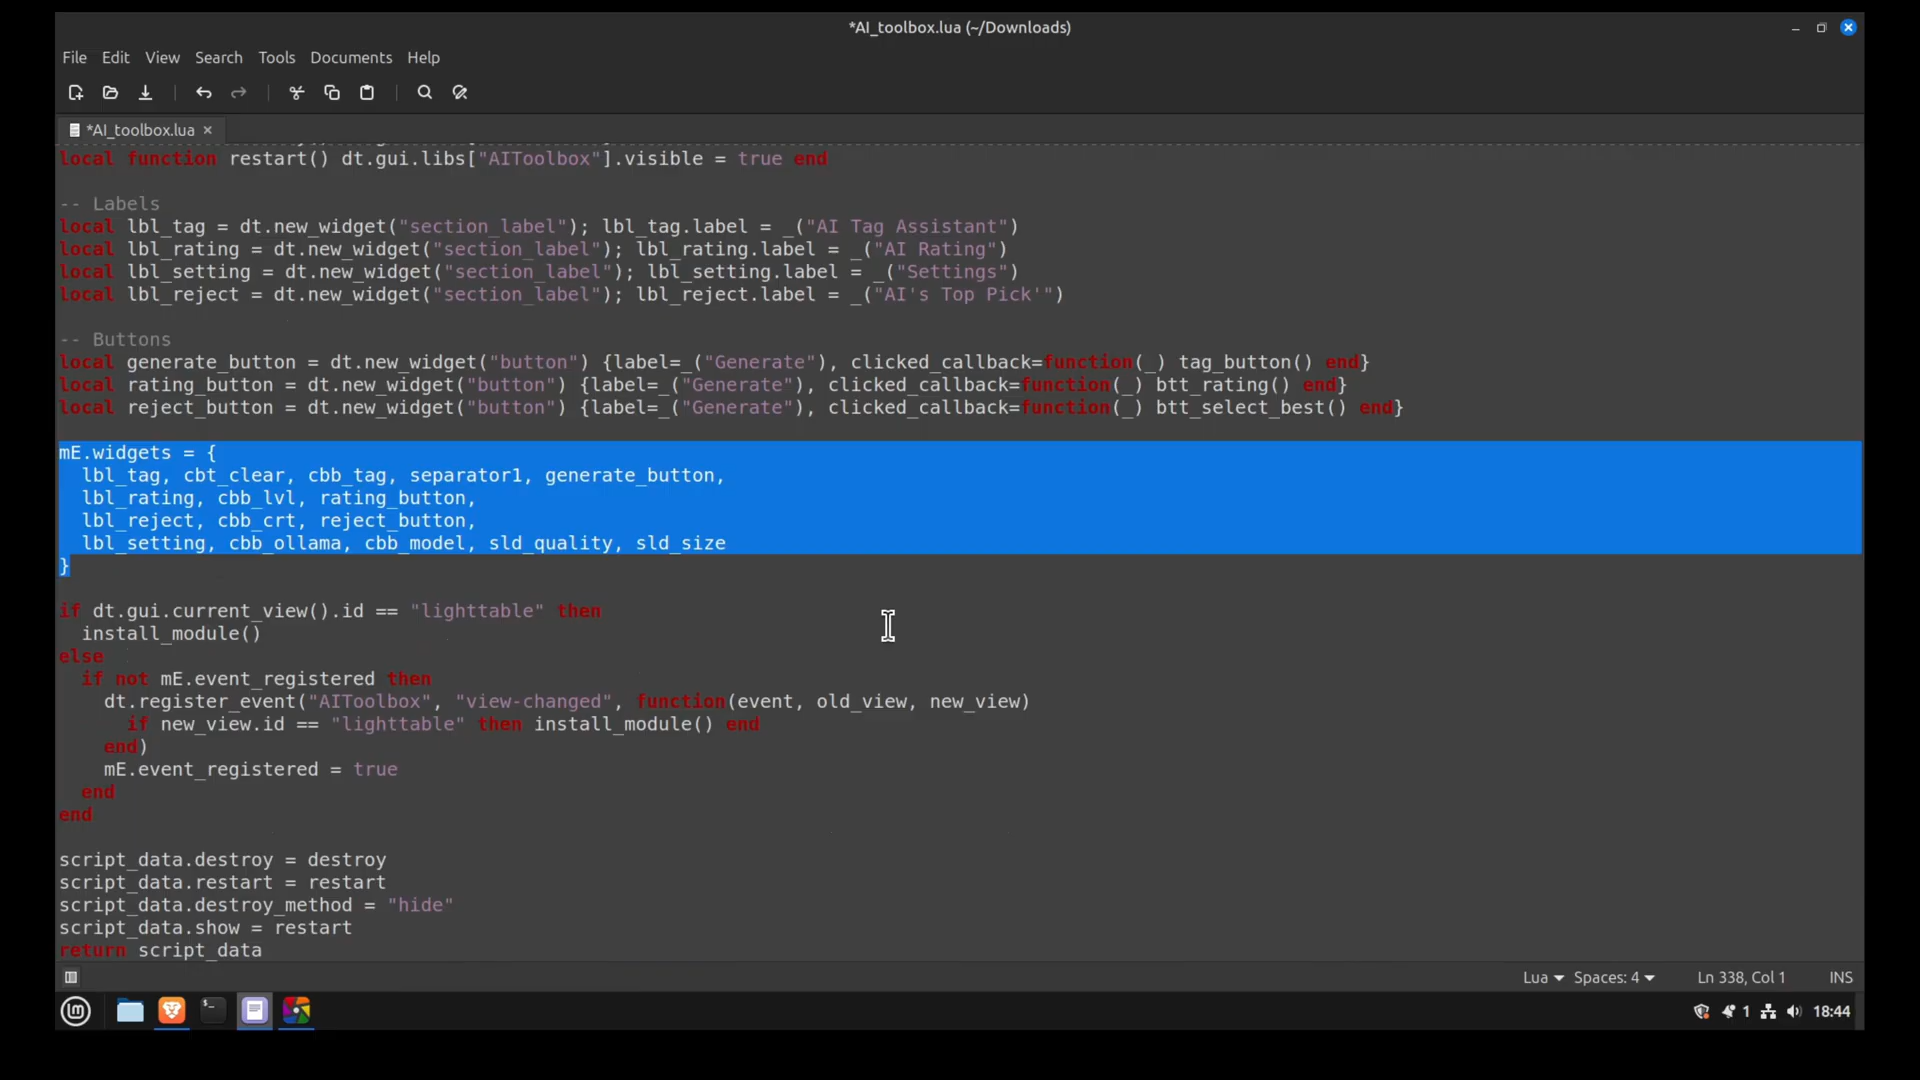 *AI_toolbox.lua (~/Downloads)
File Edit View Search Tools Documents Help
*AI_toolbox.lua
local function restart() dt.gui.libs["AIToolbox"].visible = true end
-- Labels
local lbl_tag = dt.new_widget("section_label"); lbl_tag.label = _("AI Tag Assistant")
local lbl_rating = dt.new_widget("section_label"); lbl_rating.label = _("AI Rating")
local lbl_setting = dt.new_widget("section_label"); lbl_setting.label = _("Settings")
local lbl_reject = dt.new_widget("section_label"); lbl_reject.label = _("AI's Top Pick'")
-- Buttons
local generate_button = dt.new_widget("button") {label=_("Generate"), clicked_callback=function(_) tag_button() end}
local rating_button = dt.new_widget("button") {label=_("Generate"), clicked_callback=function(_) btt_rating() end}
local reject_button = dt.new_widget("button") {label=_("Generate"), clicked_callback=function(_) btt_select_best() end}
mE.widgets = {
  lbl_tag, cbt_clear, cbb_tag, separator1, generate_button,
  lbl_rating, cbb_lvl, rating_button,
  lbl_reject, cbb_crt, reject_button,
  lbl_setting, cbb_ollama, cbb_model, sld_quality, sld_size
}
if dt.gui.current_view().id == "lighttable" then
  install_module()
else
  if not mE.event_registered then
    dt.register_event("AIToolbox", "view-changed", function(event, old_view, new_view)
      if new_view.id == "lighttable" then install_module() end
    end)
    mE.event_registered = true
  end
end
script_data.destroy = destroy
script_data.restart = restart
script_data.destroy_method = "hide"
script_data.show = restart
return script_data
Lua Spaces: 4 Ln 338, Col 1 INS
1 18:44